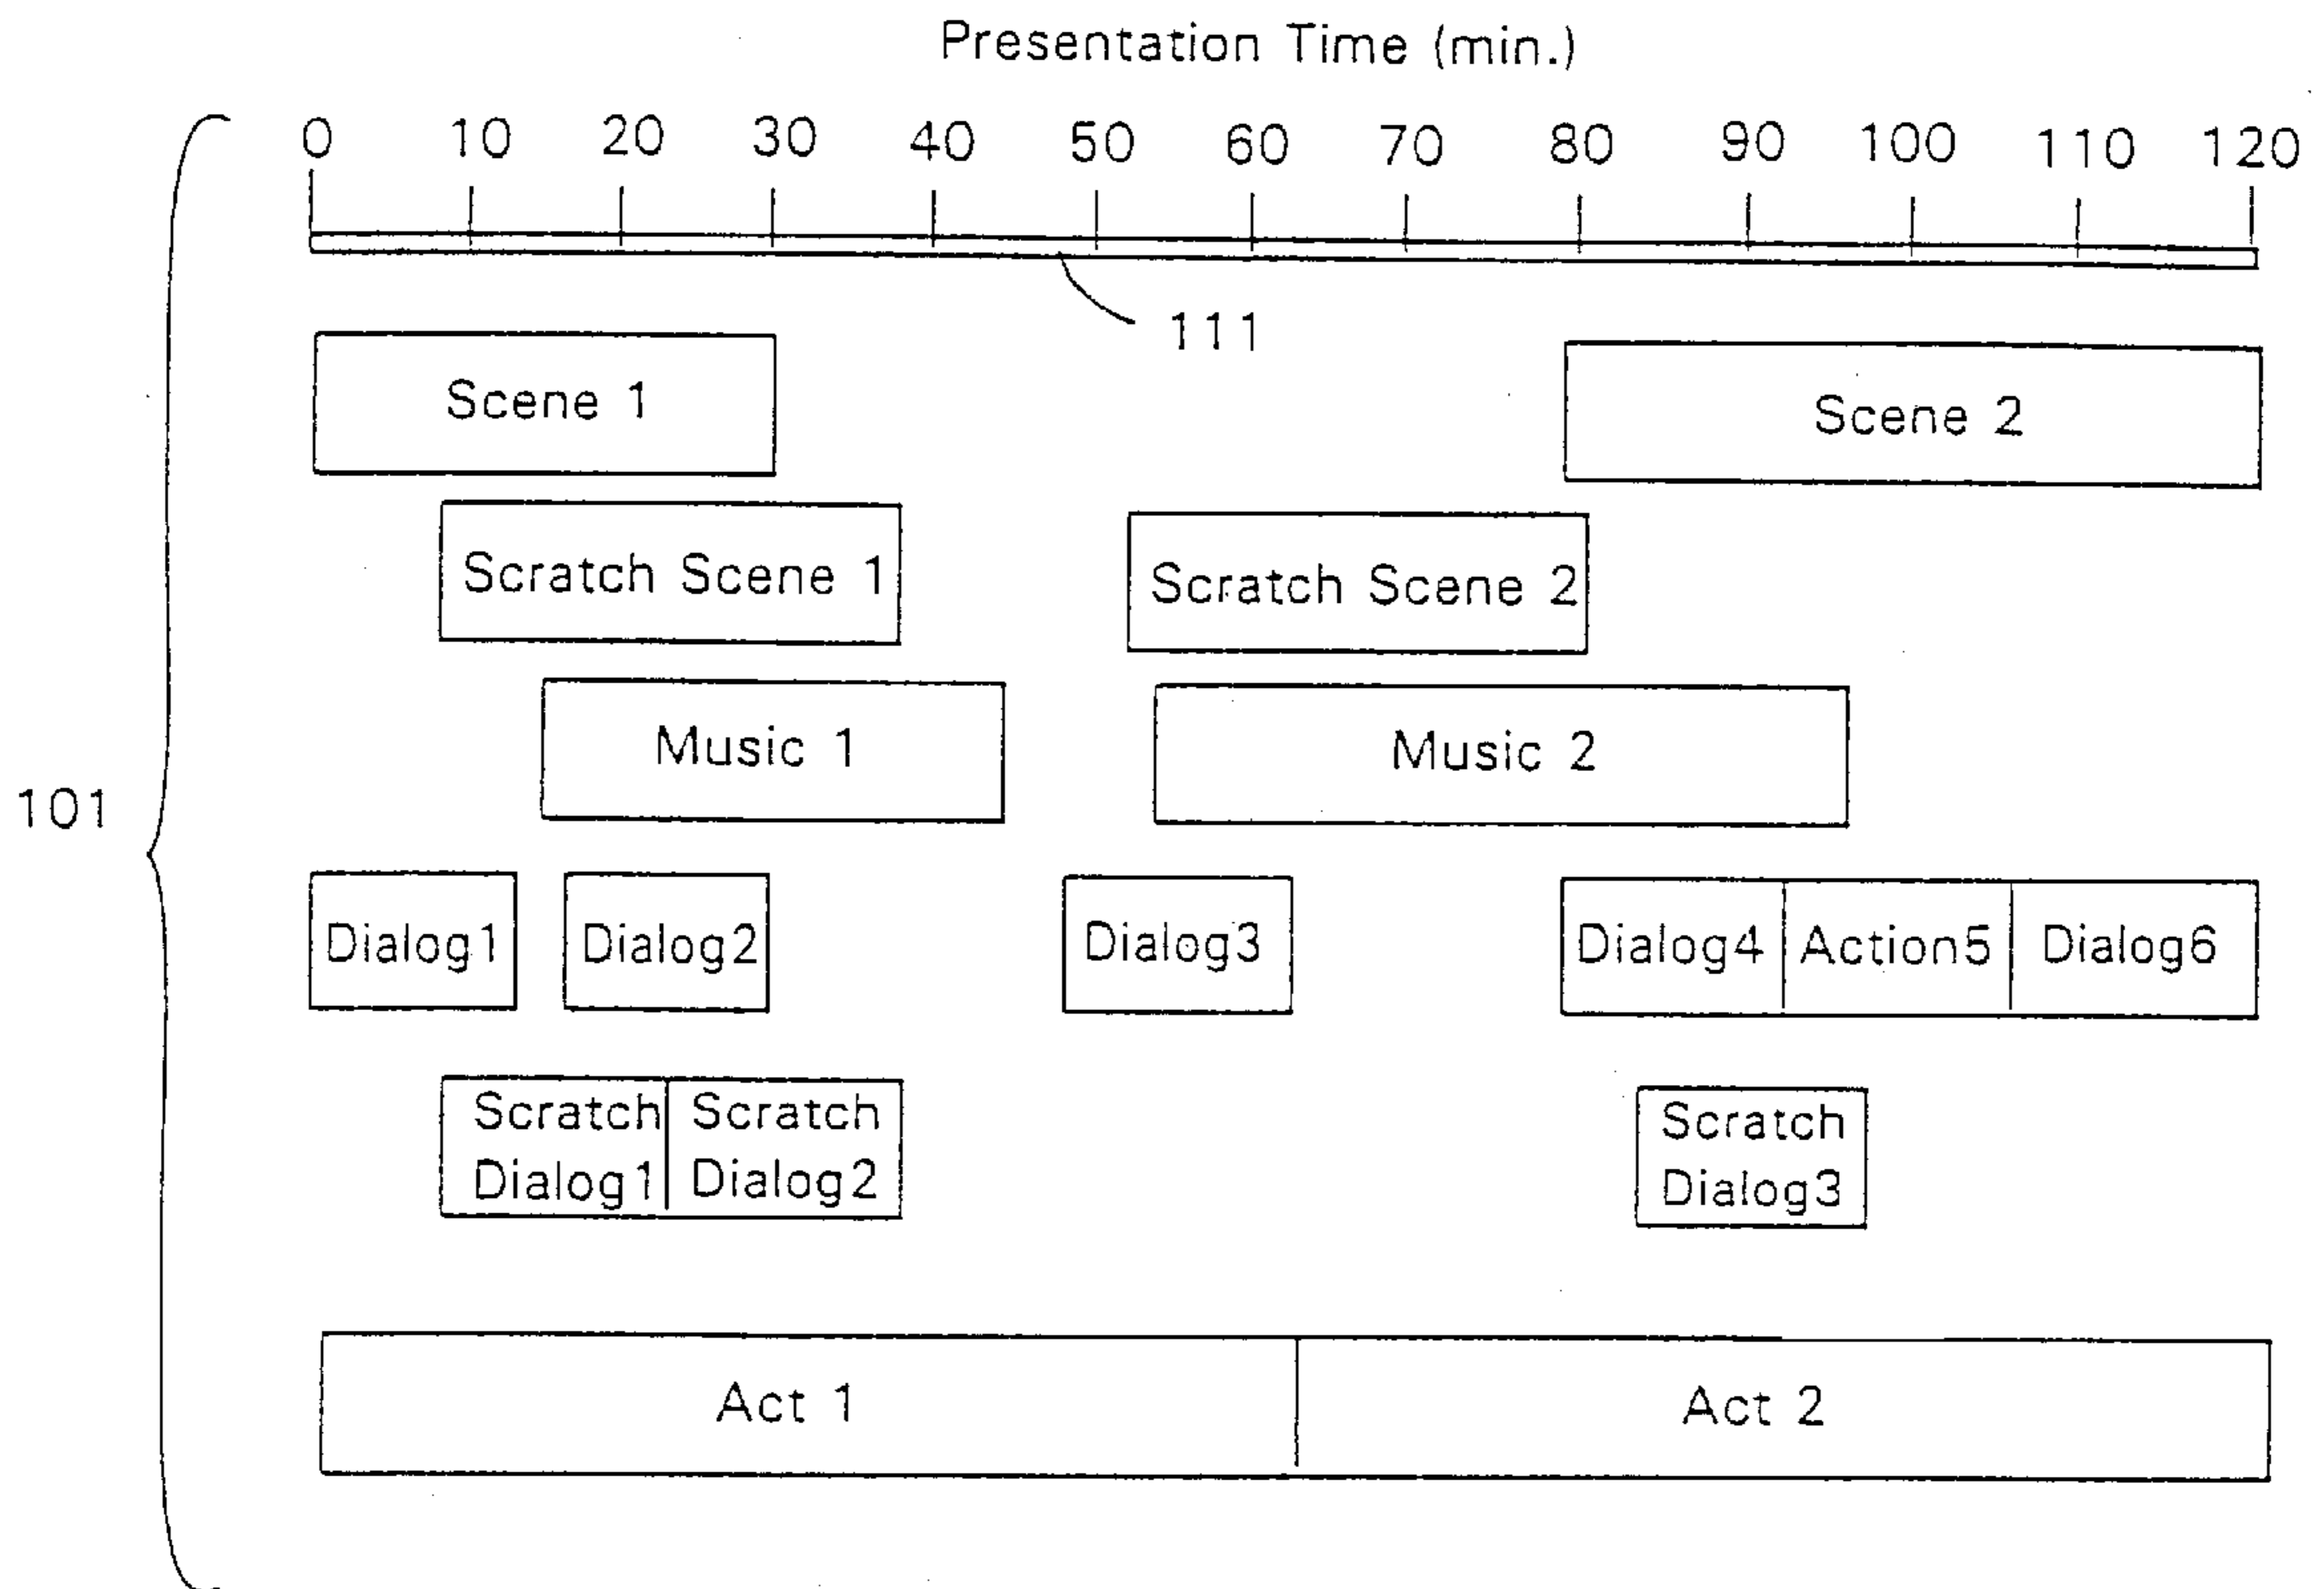 Presentation Time (min.)
0 10 20 30 40 50 60 70 80 90 100 110 120
111
Scene 1 Scene 2
Scratch Scene 1 Scratch Scene 2
Music 1 Music 2
101
Dialog1 Dialog2 Dialog3 Dialog4 Action5 Dialog6
Scratch Scratch Scratch
Dialog1 Dialog2 Dialog3
Act 1 Act 2